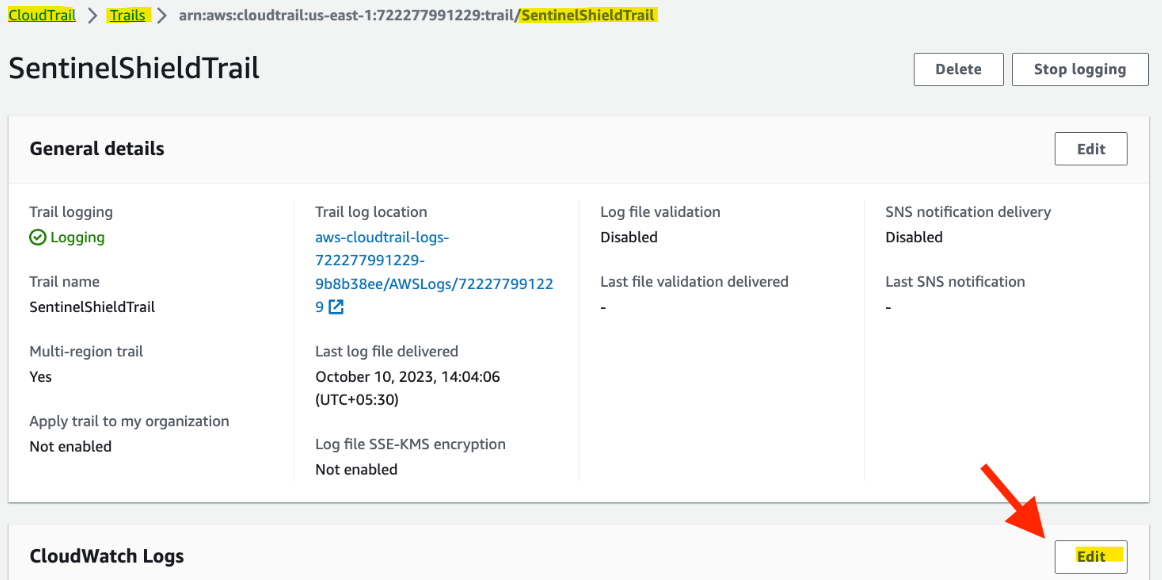 CloudTrail > Trails > arn:aws:cloudtrail:us-east-1:722277991229:trail/SentinelShieldTrail
SentinelShieldTrail
Delete
Stop logging
General details
Edit
Trail logging
Logging
Trail name
SentinelShieldTrail
Multi-region trail
Yes
Apply trail to my organization
Not enabled
Trail log location
aws-cloudtrail-logs-
722277991229-
9b8b38ee/AWSLogs/72227799122
9
Last log file delivered
October 10, 2023, 14:04:06
(UTC+05:30)
Log file SSE-KMS encryption
Not enabled
Log file validation
Disabled
Last file validation delivered
-
SNS notification delivery
Disabled
Last SNS notification
-
CloudWatch Logs
Edit